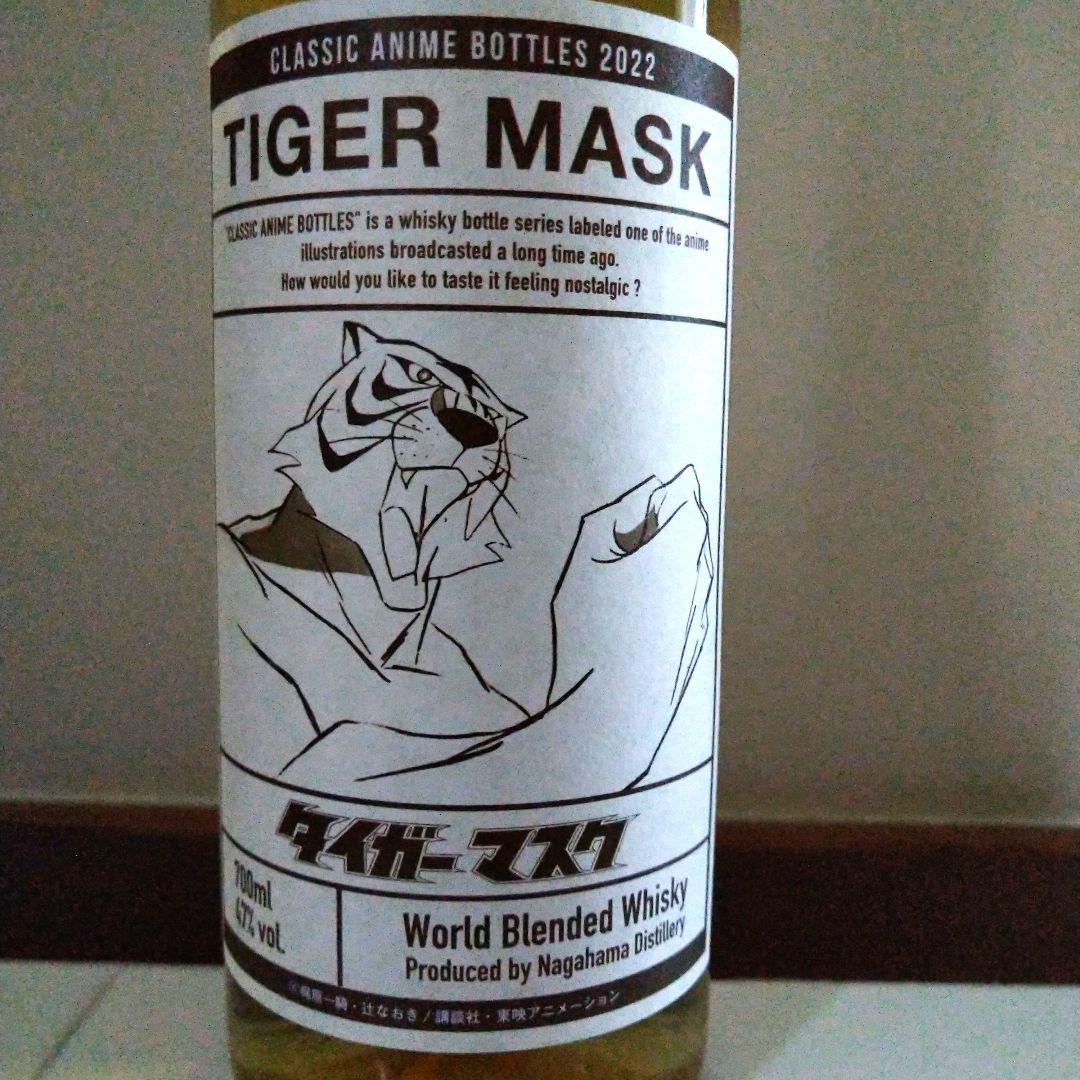 CLASSIC ANIME BOTTLES 2022
TIGER MASK
"CLASSIC ANIME BOTTLES" is a whisky bottle series labeled one of the anime
illustrations broadcasted a long time ago.
How would you like to taste it feeling nostalgic ?
タイガーマスク
700ml
47% vol.
World Blended Whisky
Produced by Nagahama Distillery
©梶原一騎・辻なおき/講談社・東映アニメーション